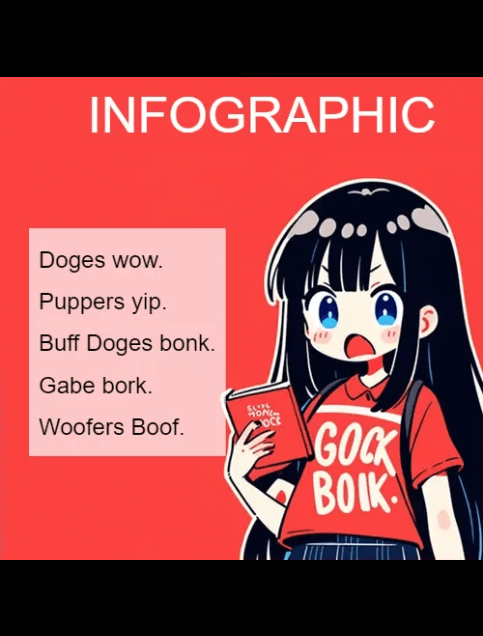 INFOGRAPHIC
Doges wow.
Puppers yip.
Buff Doges bonk.
Gabe bork.
Woofers Boof.
GOCK
BOIK.